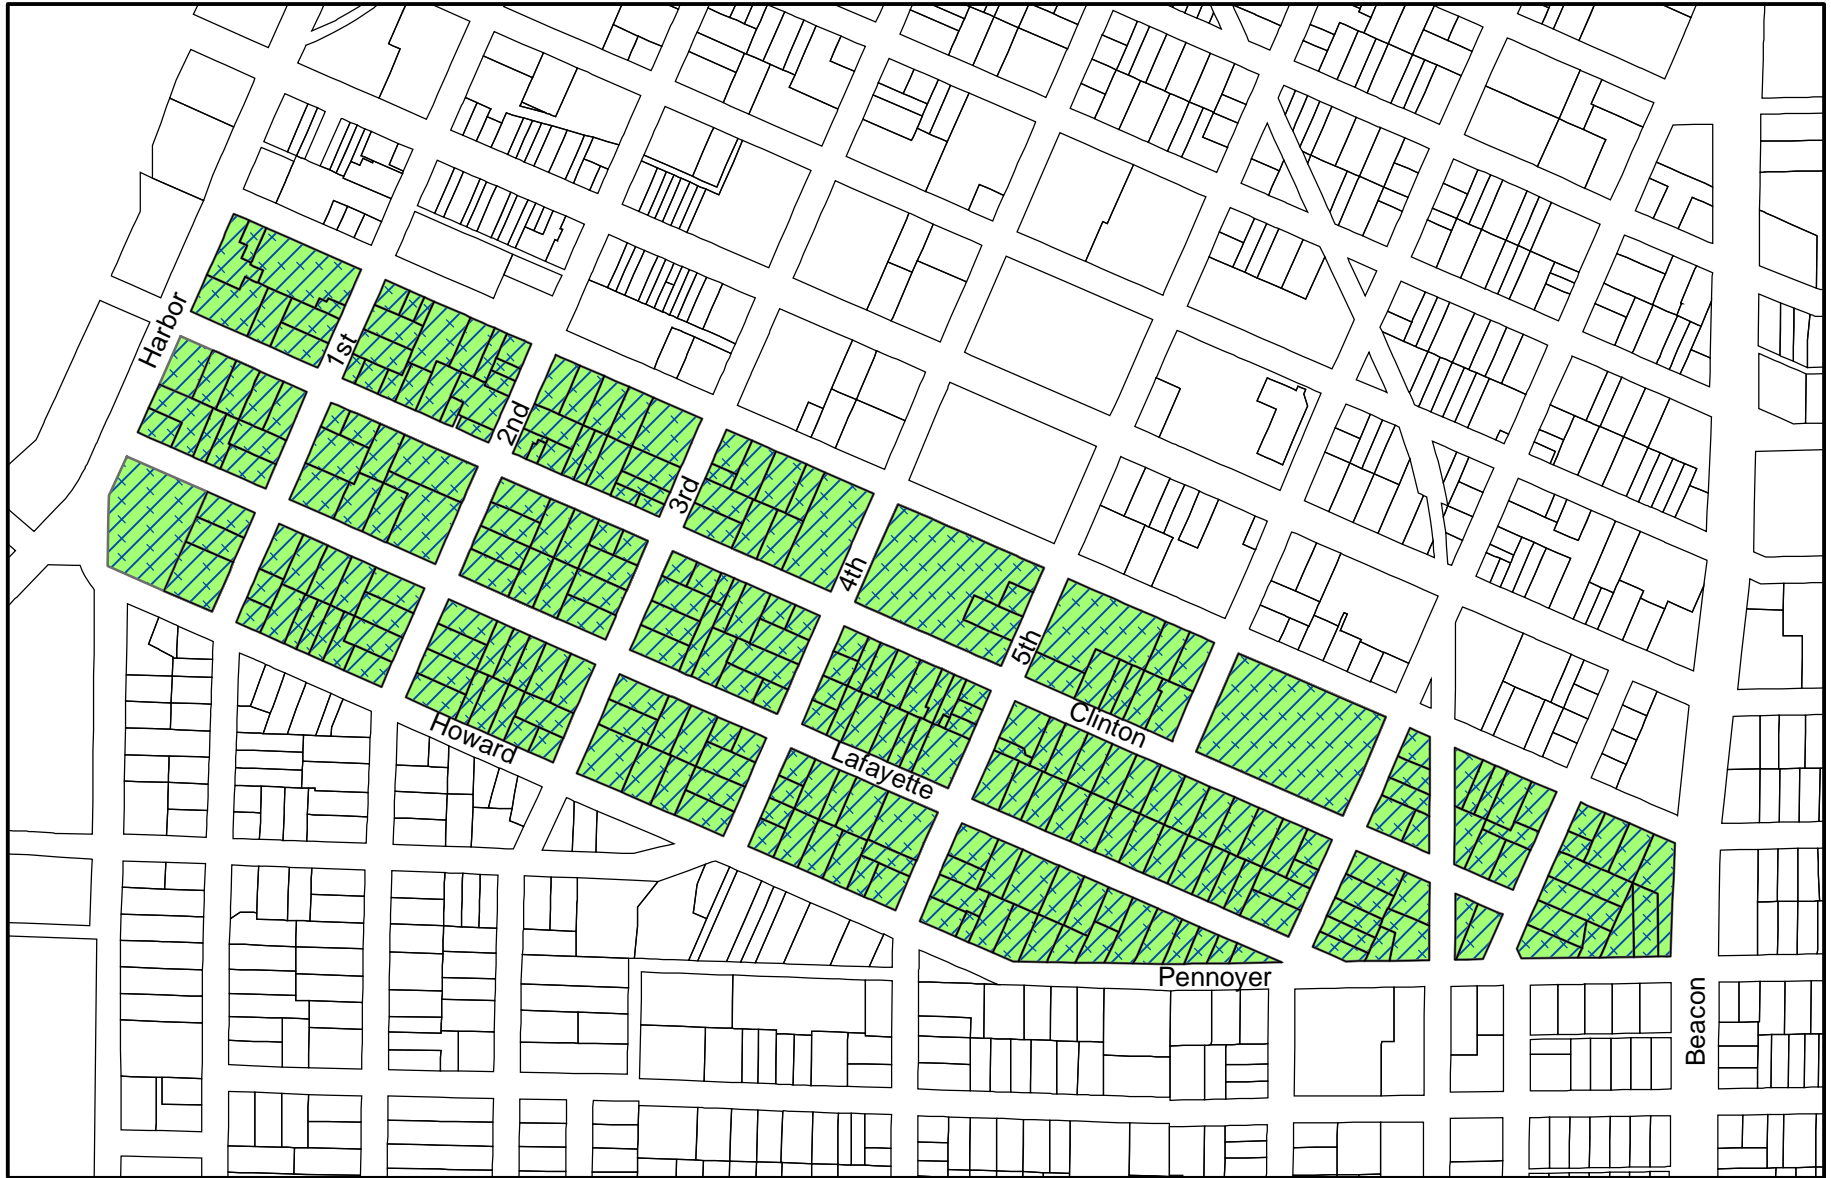 Harbor
1st
2nd
3rd
4th
5th
Clinton
Lafayette
Howard
Pennoyer
Beacon